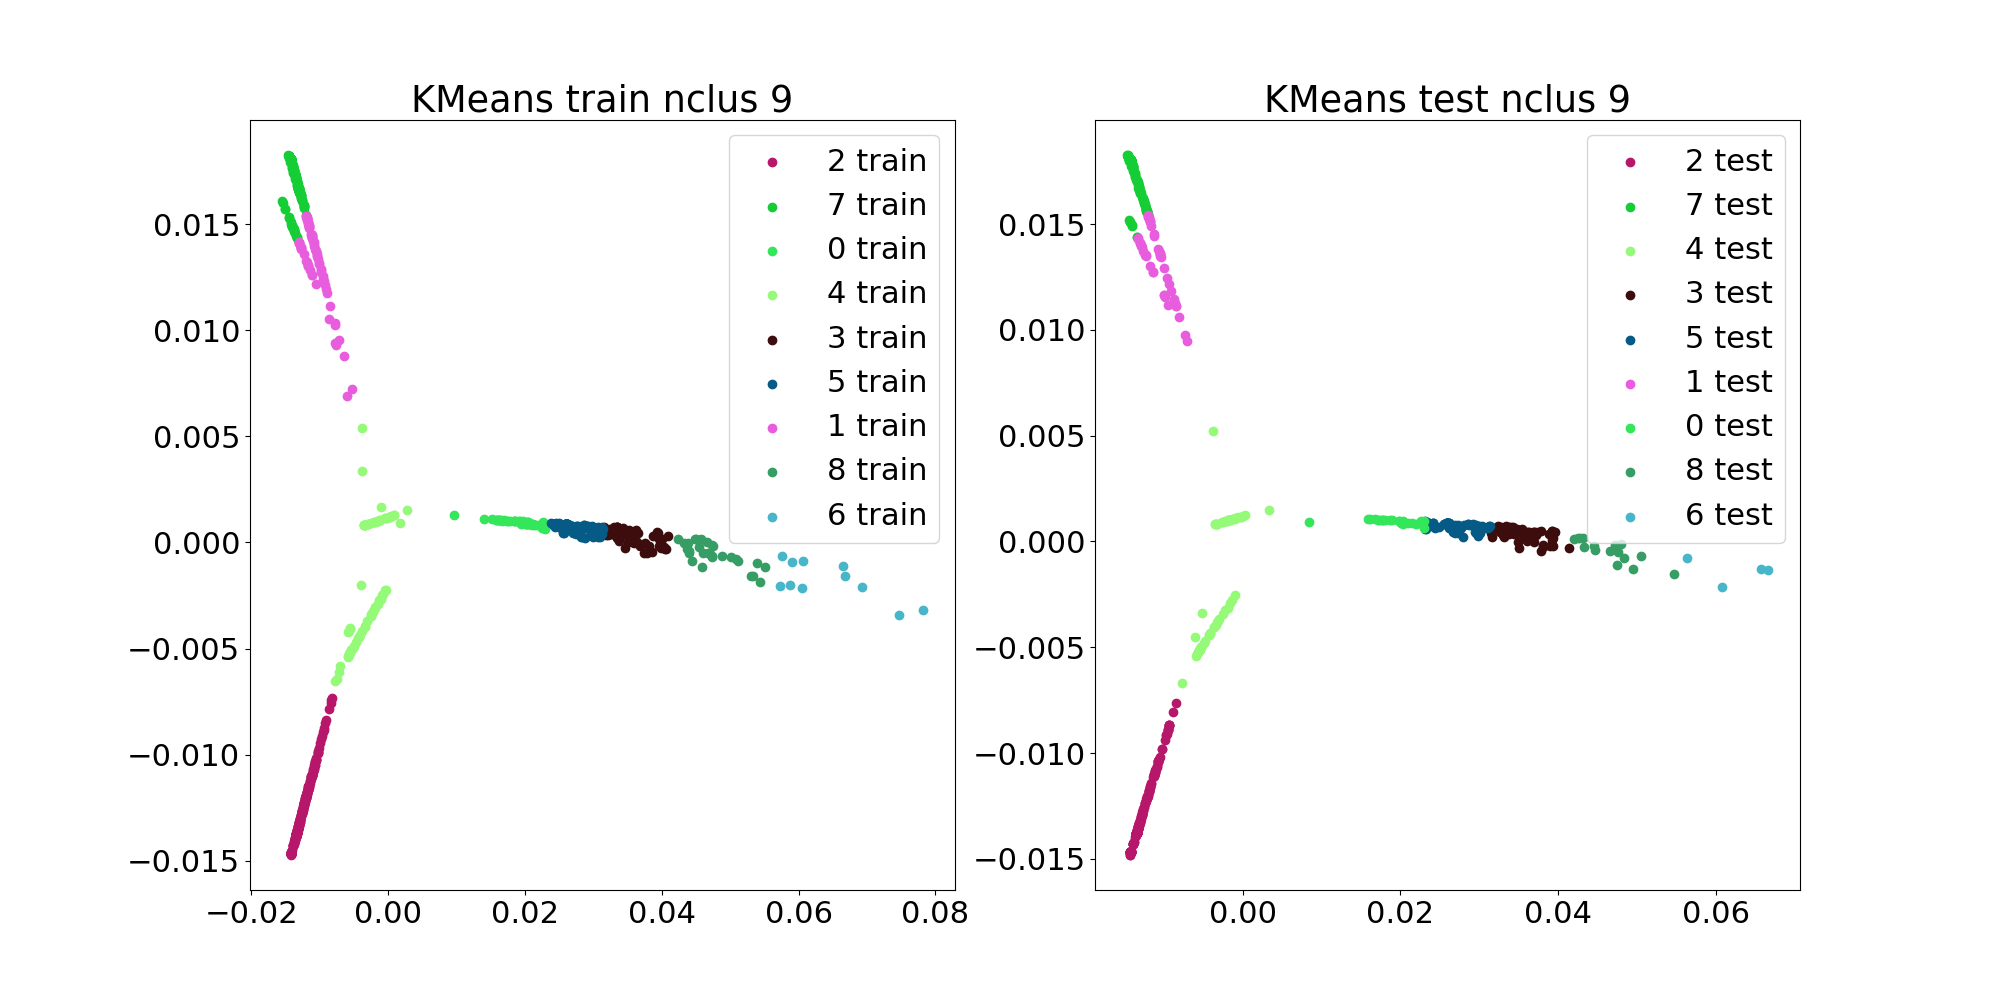 KMeans train nclus 9
0.015
0.010
0.005
0.000
−0.005
−0.010
−0.015
−0.02 0.00 0.02 0.04 0.06 0.08
2 train
7 train
0 train
4 train
3 train
5 train
1 train
8 train
6 train
KMeans test nclus 9
0.015
0.010
0.005
0.000
−0.005
−0.010
−0.015
0.00 0.02 0.04 0.06
2 test
7 test
4 test
3 test
5 test
1 test
0 test
8 test
6 test